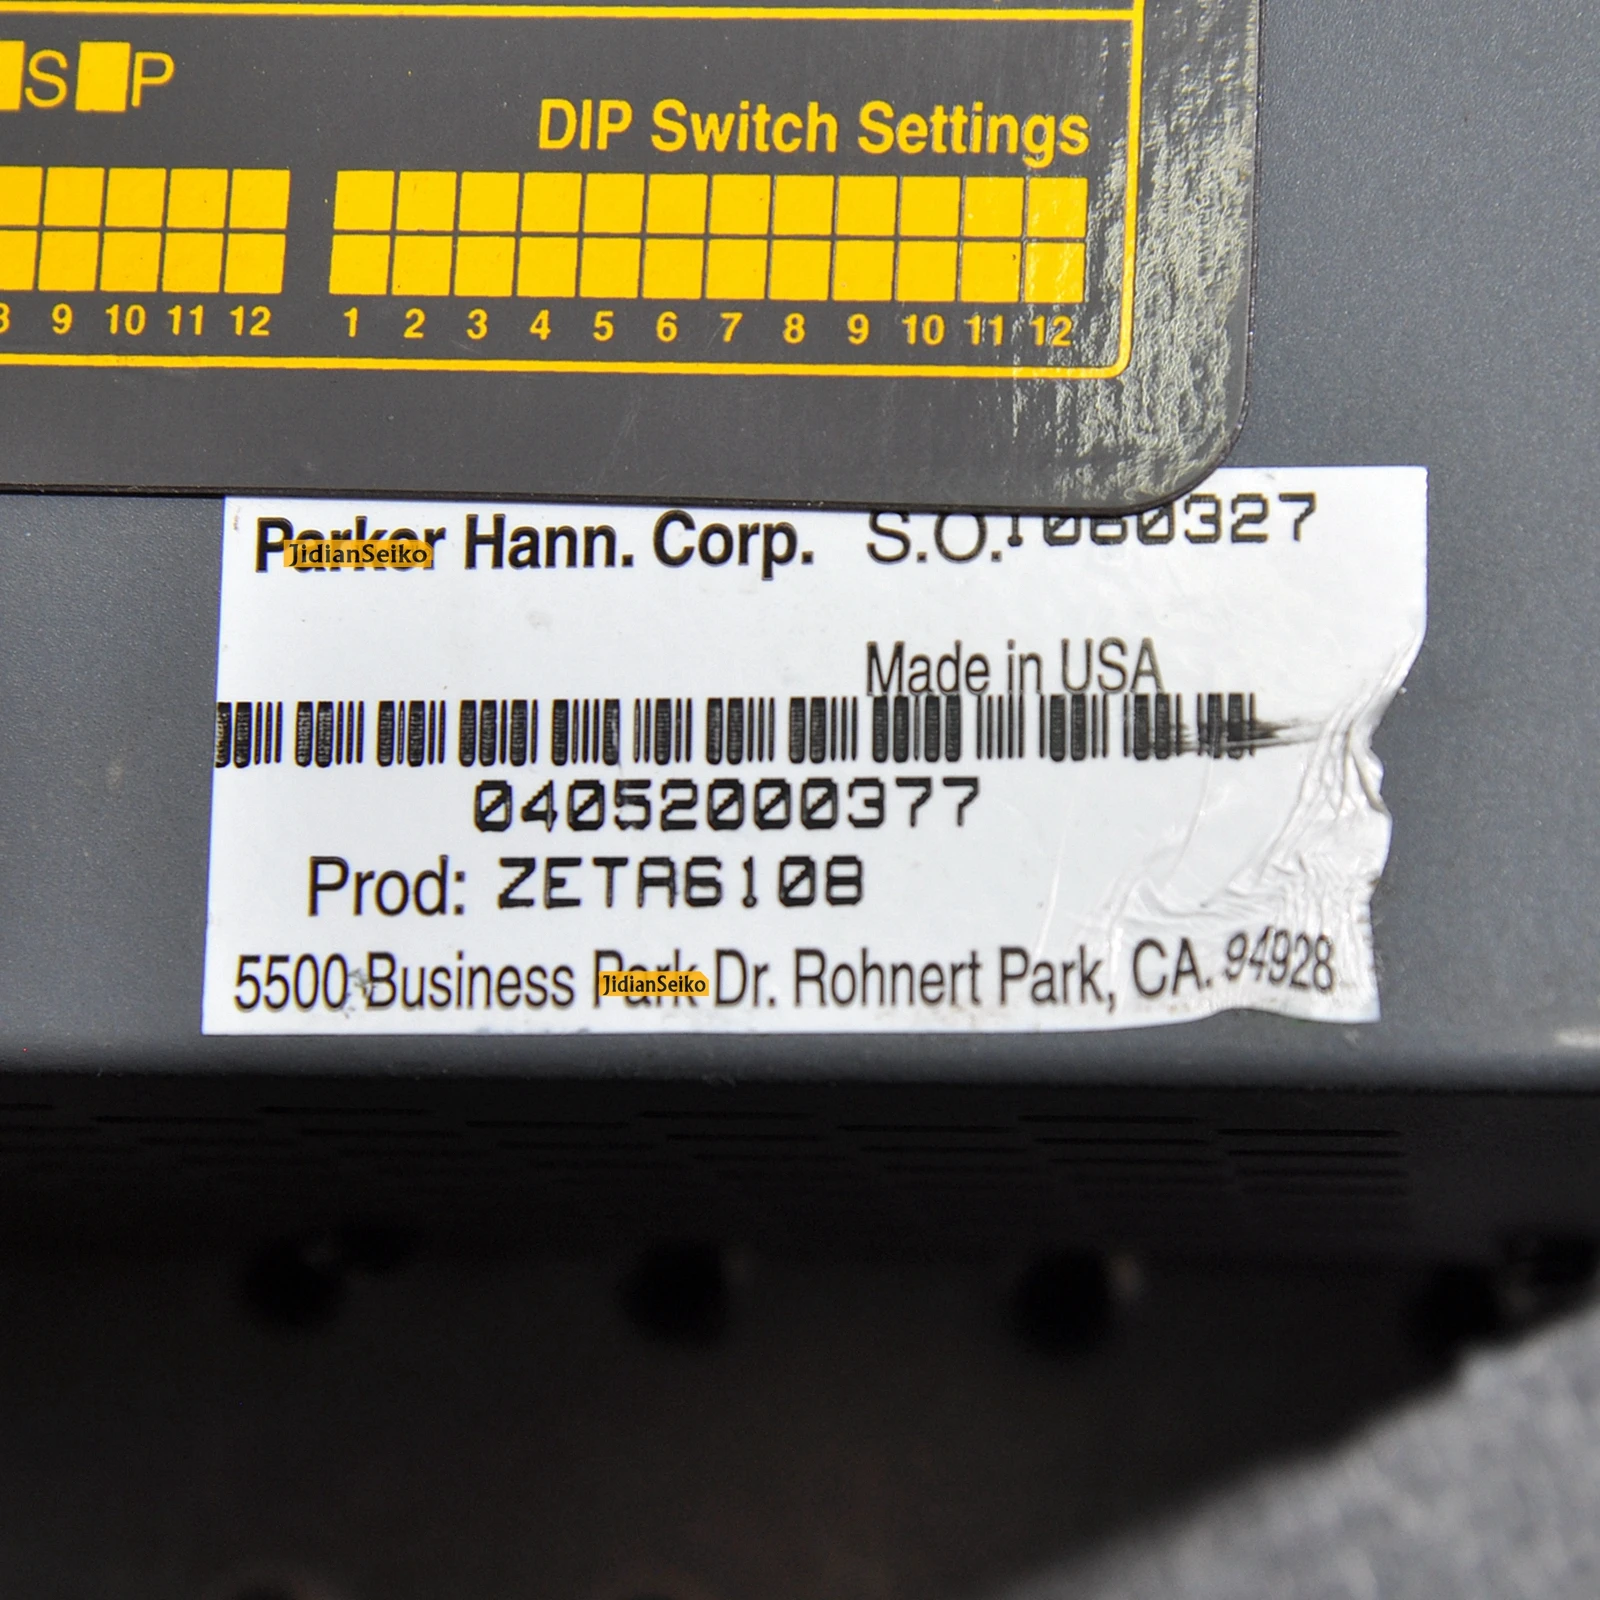 S P
DIP Switch Settings
8 9 10 11 12 1 2 3 4 5 6 7 8 9 10 11 12
Parker Hann. Corp. S.O. 1060327
JidianSeiko
Made in USA
04052000377
Prod: ZETA6108
5500 Business Park Dr. Rohnert Park, CA. 94928
JidianSeiko